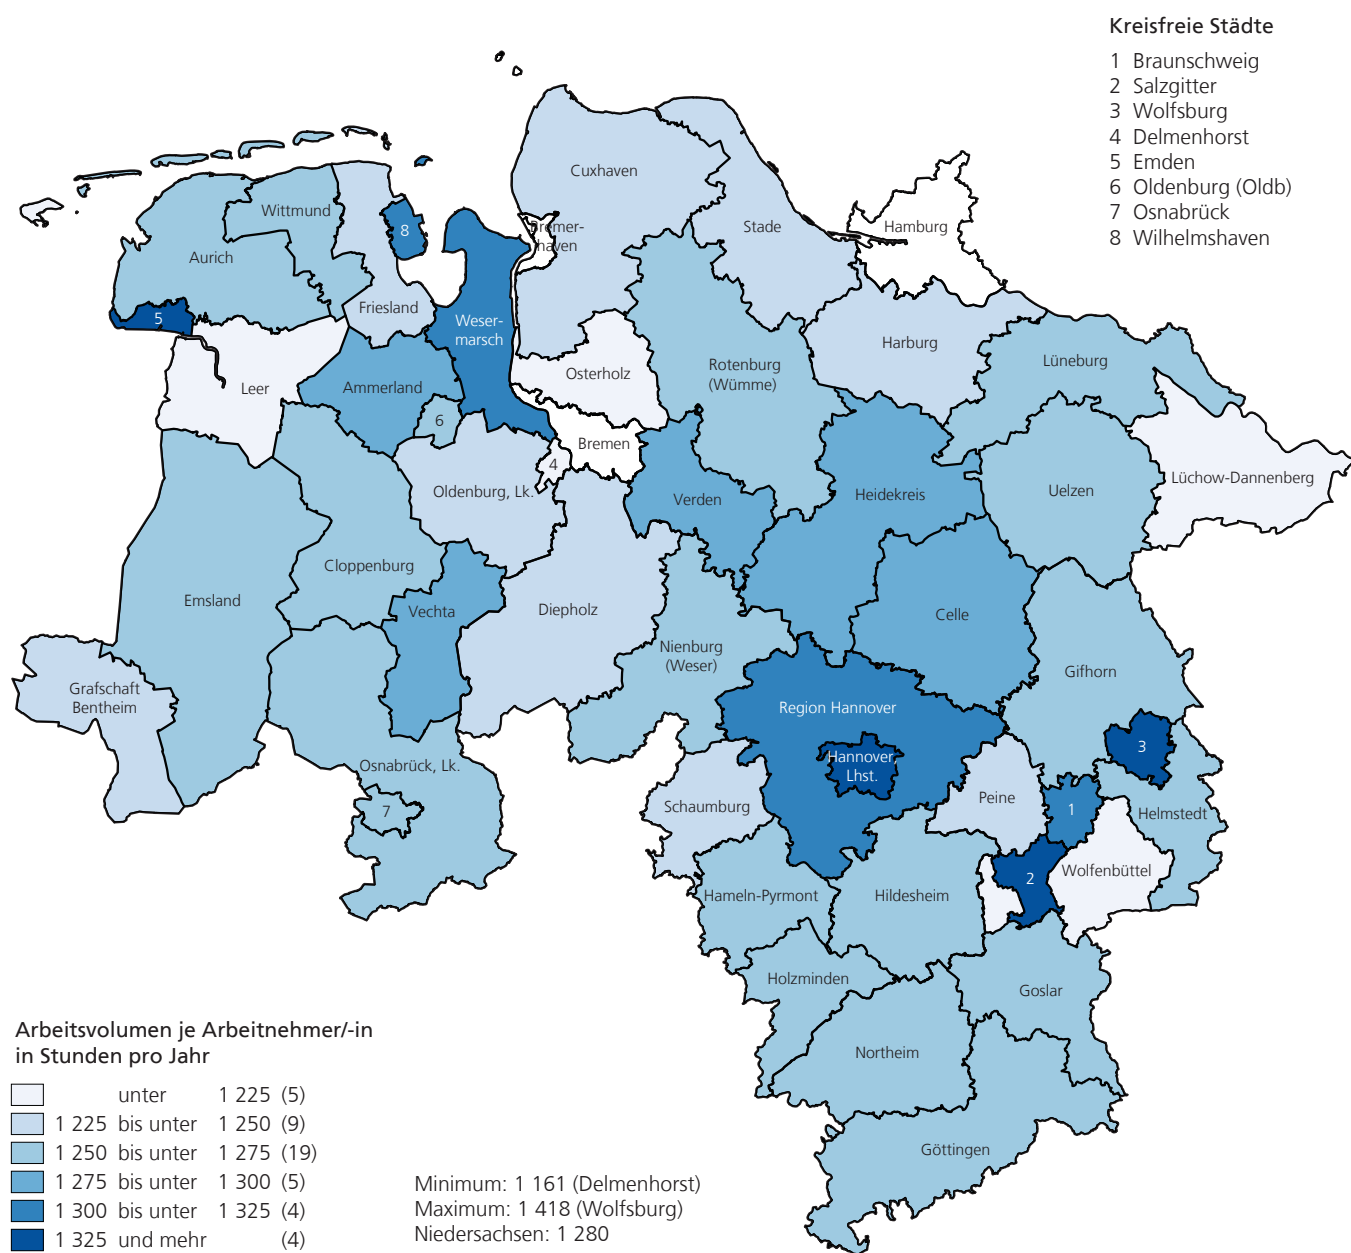 Kreisfreie Städte
1 Braunschweig
2 Salzgitter
3 Wolfsburg
4 Delmenhorst
5 Emden
6 Oldenburg (Oldb)
7 Osnabrück
8 Wilhelmshaven
Cuxhaven
Wittmund
Stade
Hamburg
8
Bremer-
haven
Aurich
Friesland
5
Weser-
marsch
Harburg
Lüneburg
Osterholz
Rotenburg
(Wümme)
Leer
Ammerland
6
Bremen
4
Oldenburg, Lk.
Verden
Heidekreis
Uelzen
Lüchow-Dannenberg
Cloppenburg
Emsland
Vechta
Diepholz
Celle
Nienburg
(Weser)
Gifhorn
Grafschaft
Bentheim
Region Hannover
3
Hannover,
Lhst.
Osnabrück, Lk.
7
Schaumburg
Peine
1
Helmstedt
Wolfenbüttel
2
Hameln-Pyrmont
Hildesheim
Holzminden
Goslar
Northeim
Göttingen
Arbeitsvolumen je Arbeitnehmer/-in
in Stunden pro Jahr
unter 1 225 (5)
1 225 bis unter 1 250 (9)
1 250 bis unter 1 275 (19)
1 275 bis unter 1 300 (5)
1 300 bis unter 1 325 (4)
1 325 und mehr (4)
Minimum: 1 161 (Delmenhorst)
Maximum: 1 418 (Wolfsburg)
Niedersachsen: 1 280